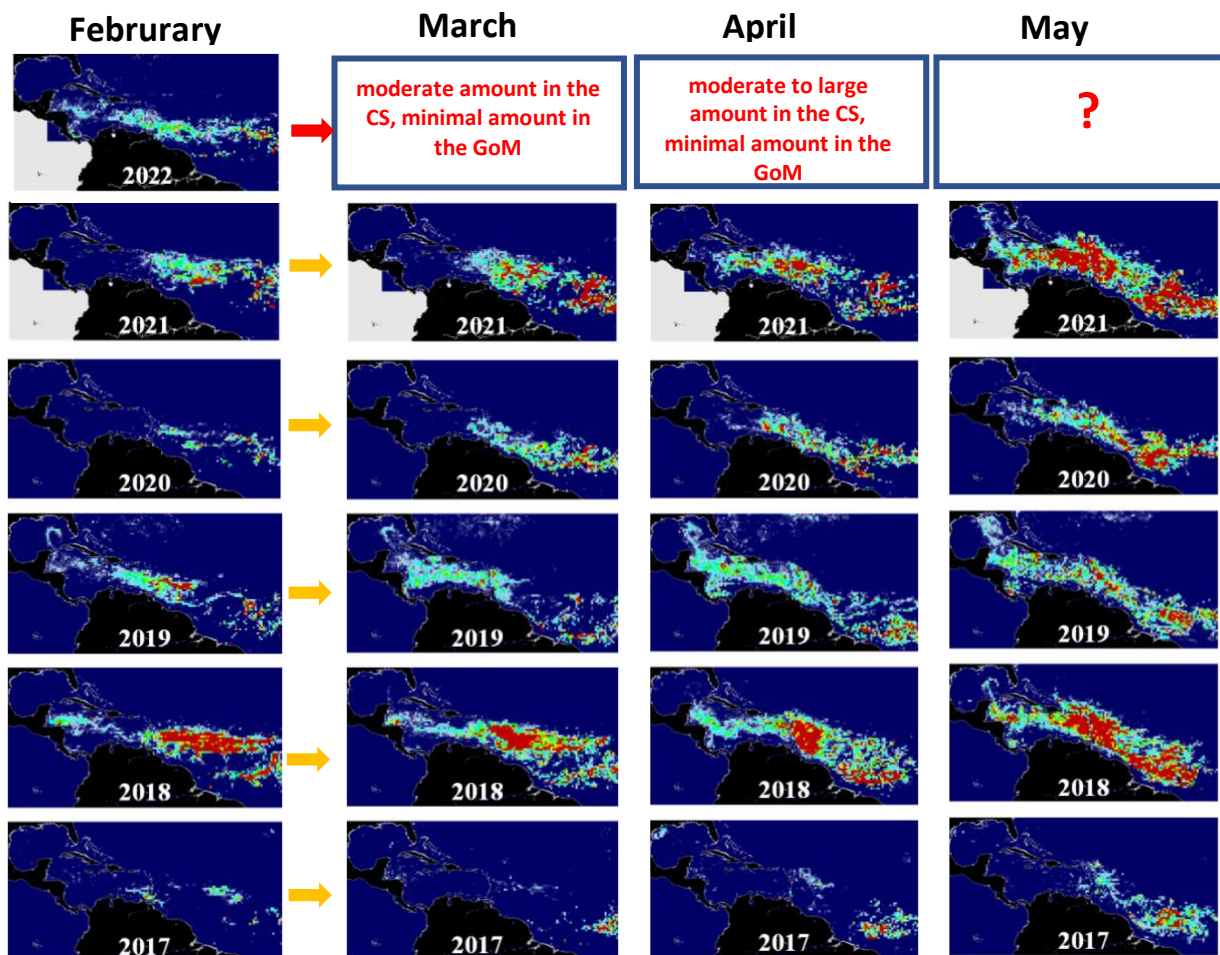 Februrary
March
April
May
2022
moderate amount in the
CS, minimal amount in
the GoM
moderate to large
amount in the CS,
minimal amount in the
GoM
?
2021
2021
2021
2021
2020
2020
2020
2020
2019
2019
2019
2019
2018
2018
2018
2018
2017
2017
2017
2017